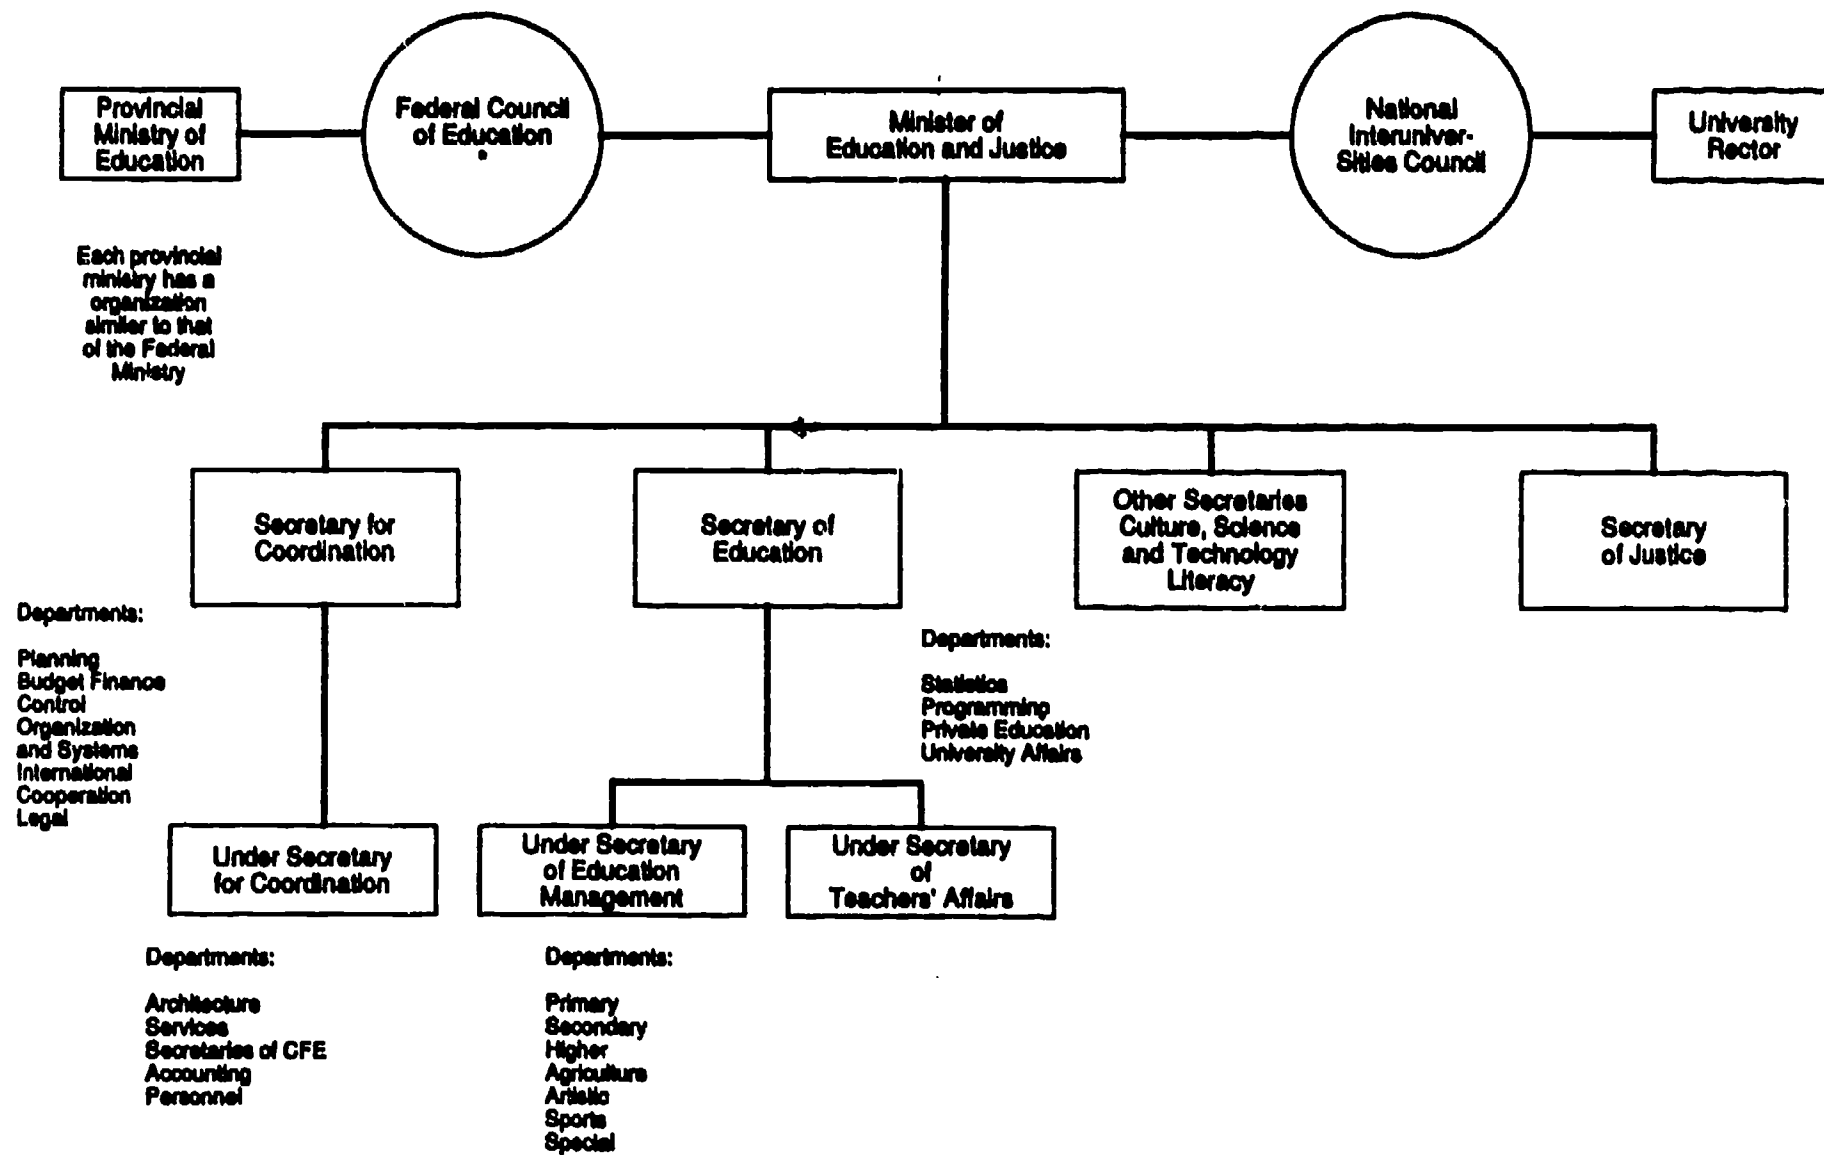 Provincial
Ministry of
Education
Federal Council
of Education
*
Minister of
Education and Justice
National
Interuniver-
Sities Council
University
Rector
Each provincial
ministry has a
organization
similer to that
of the Federal
Ministry
Secretary for
Coordination
Secretary of
Education
Other Secretaries
Culture, Science
and Technology
Literacy
Secretary
of Justice
Departments:
Planning
Budget Finance
Control
Organization
and Systems
International
Cooperation
Legal
Departments:
Statistics
Programming
Private Education
University Affairs
Under Secretary
for Coordination
Under Secretary
of Education
Management
Under Secretary
of
Teachers' Affairs
Departments:
Architecture
Services
Secretaries of CFE
Accounting
Personnel
Departments:
Primary
Secondary
Higher
Agriculture
Artistic
Sports
Special